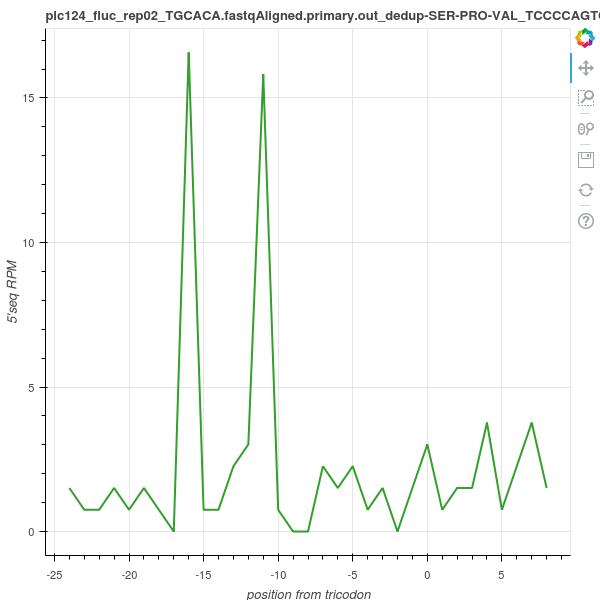 plc124_fluc_rep02_TGCACA.fastqAligned.primary.out_dedup-SER-PRO-VAL_TCCCCAGT
15
10
5
0
5'seq RPM
-25 -20 -15 -10 -5 0 5
position from tricodon